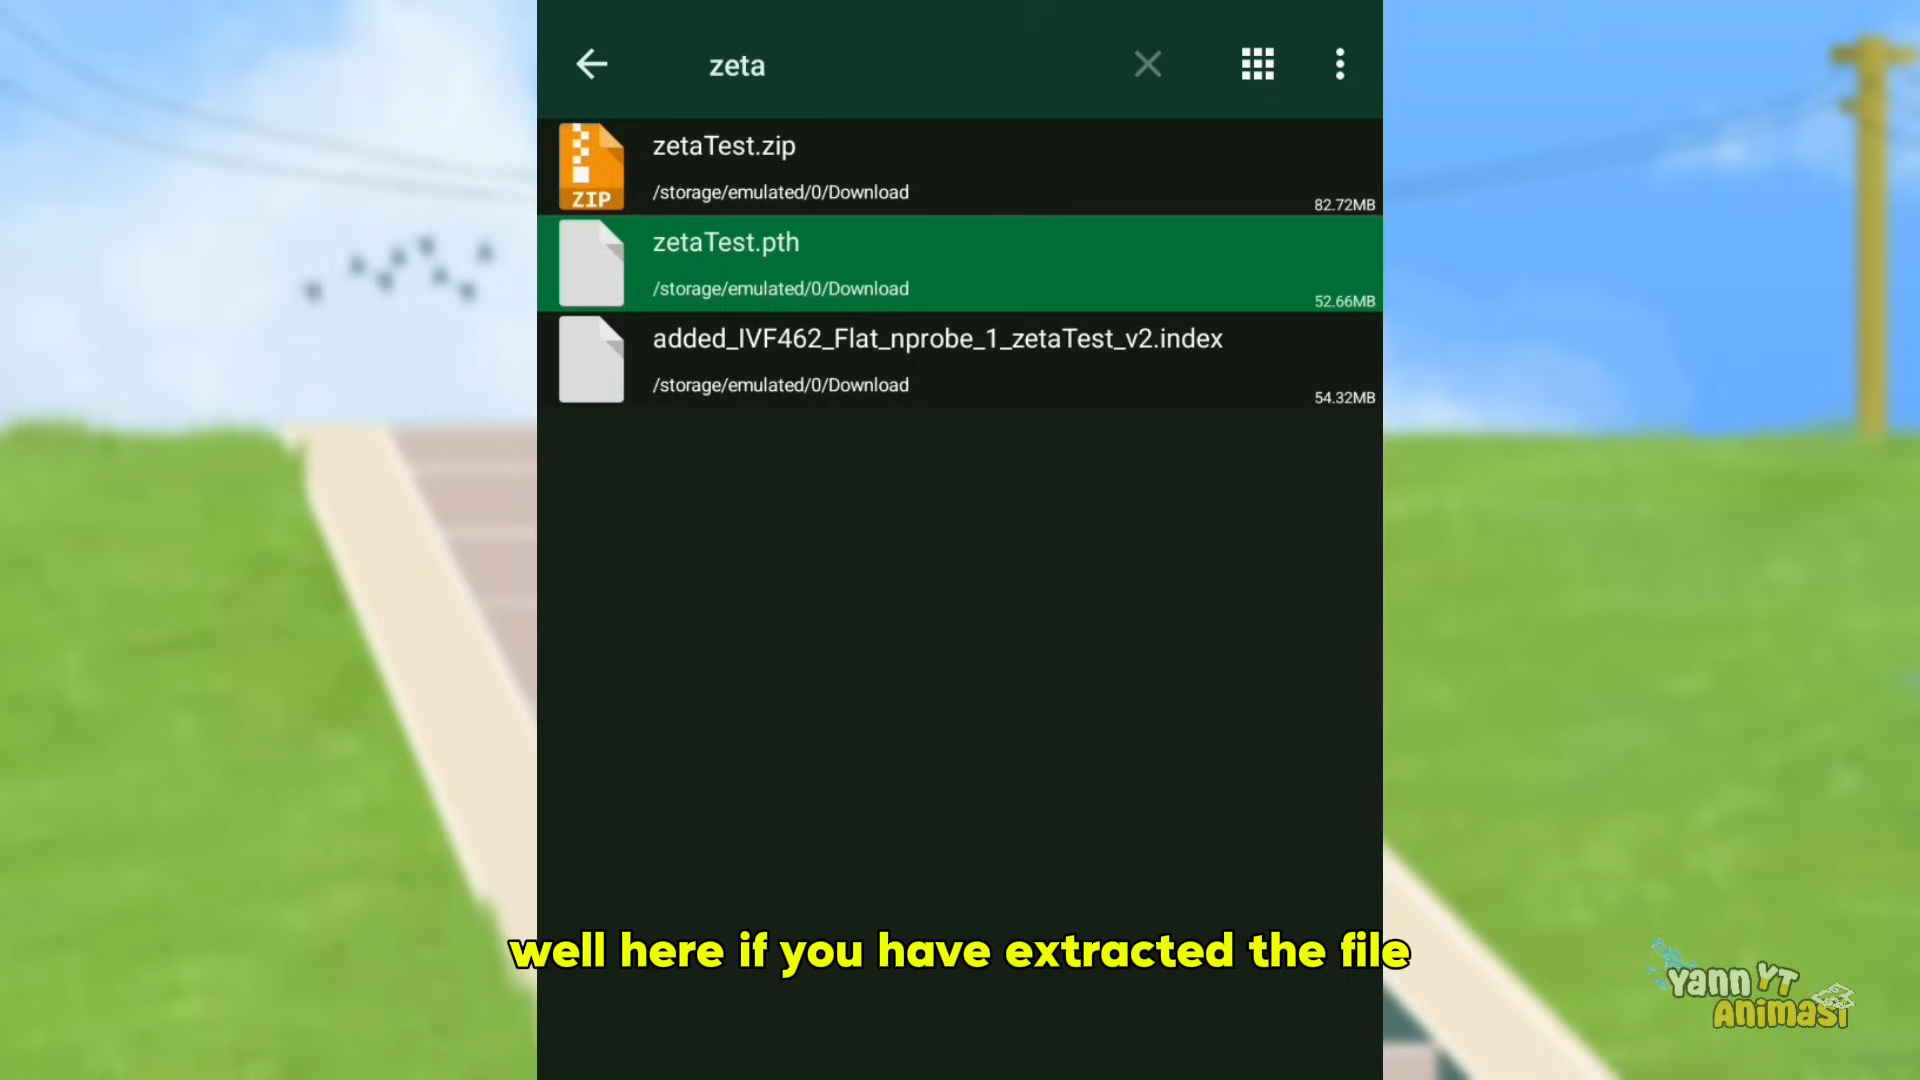 zeta
zetaTest.zip
/storage/emulated/0/Download
82.72MB
ZIP
zetaTest.pth
/storage/emulated/0/Download
52.66MB
added_IVF462_Flat_nprobe_1_zetaTest_v2.index
/storage/emulated/0/Download
54.32MB
well here if you have extracted the file
Yann YT
Animasi